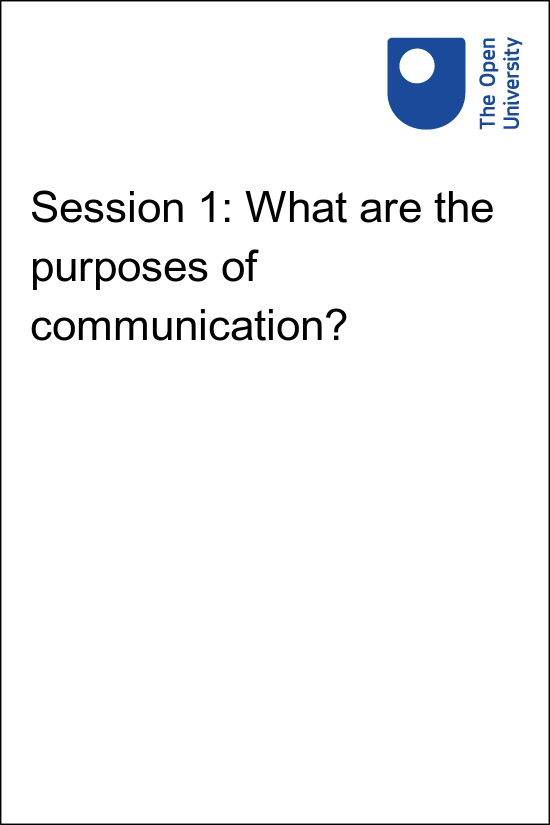 The Open
University
Session 1: What are the
purposes of
communication?